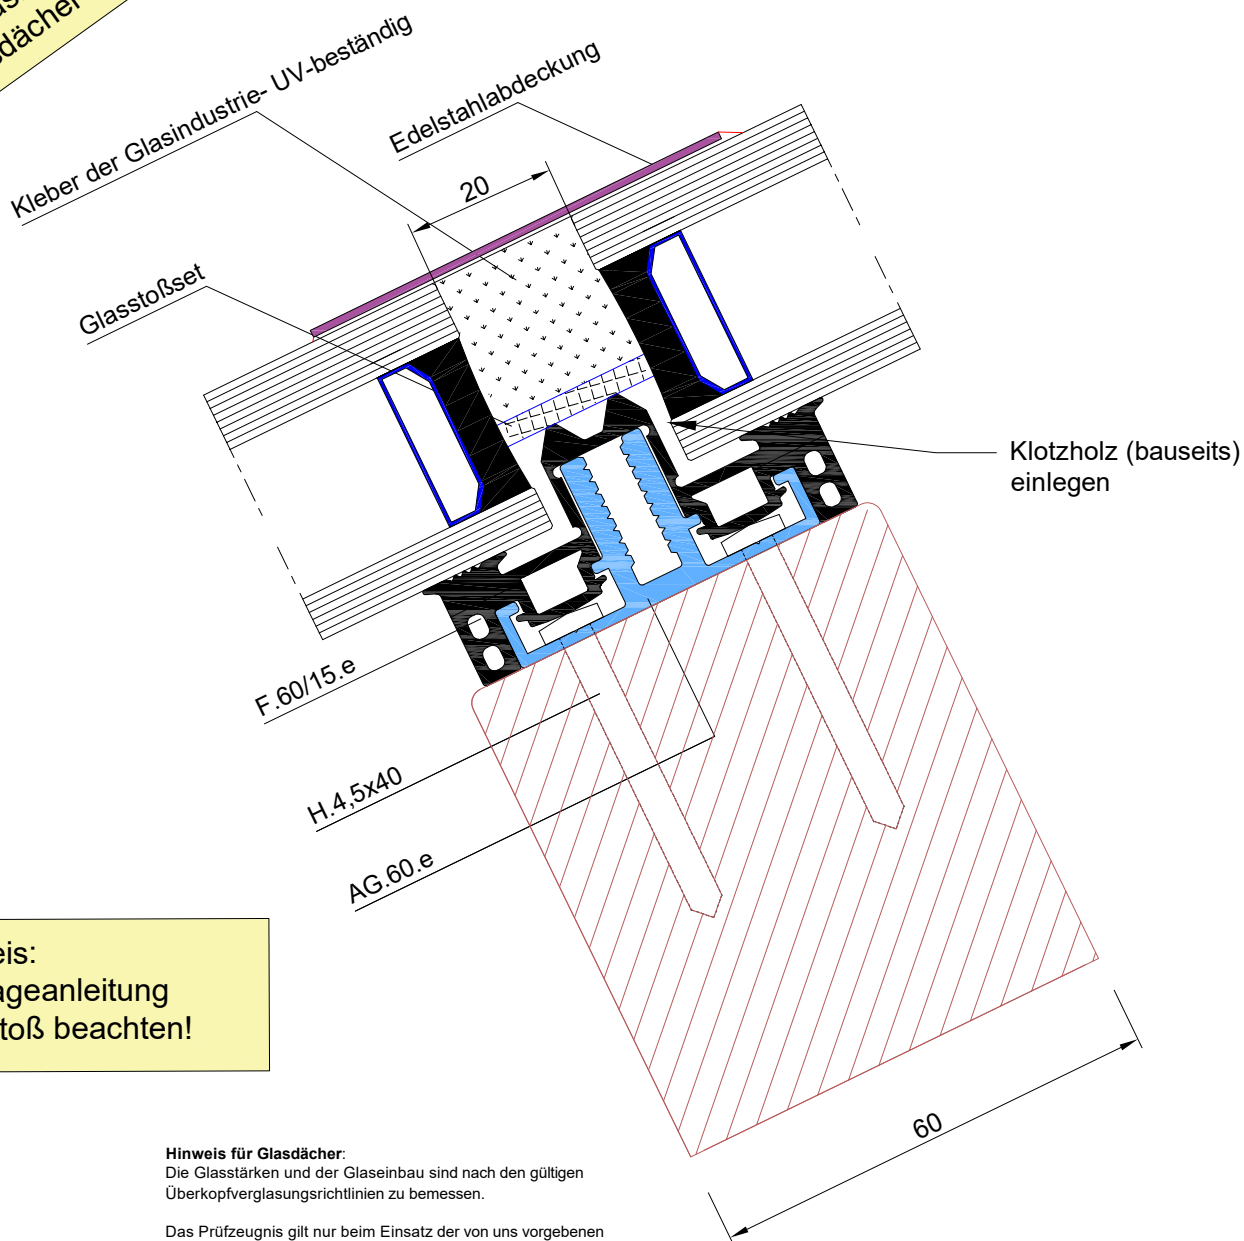 sdächer
Kleber der Glasindustrie- UV-beständig
Edelstahlabdeckung
20
Glasstoßset
Klotzholz (bauseits)
einlegen
F.60/15.e
H.4,5x40
AG.60.e
eis:
ageanleitung
toß beachten!
60
Hinweis für Glasdächer:
Die Glasstärken und der Glaseinbau sind nach den gültigen
Überkopfverglasungsrichtlinien zu bemessen.
Das Prüfzeugnis gilt nur beim Einsatz der von uns vorgebenen